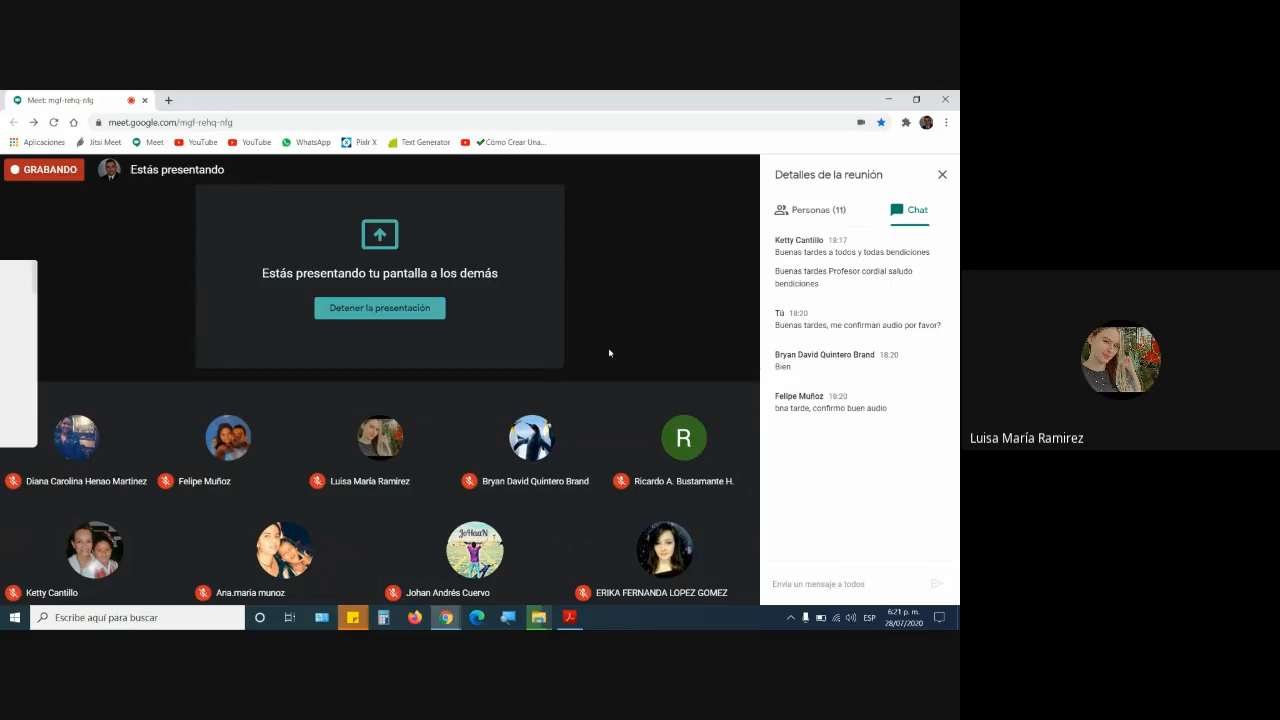 Meet: mgf-rehq-nfg
meet.google.com/mgf-rehq-nfg
Aplicaciones
Jitsi Meet
Meet
YouTube
YouTube
WhatsApp
Pixlr X
Text Generator
Cómo Crear Una...
GRABANDO
Estás presentando
Estás presentando tu pantalla a los demás
Detener la presentación
Detalles de la reunión
Personas (11)
Chat
Ketty Cantillo 18:17
Buenas tardes a todos y todas bendiciones
Buenas tardes Profesor cordial saludo
bendiciones
Tú 18:20
Buenas tardes, me confirman audio por favor?
Bryan David Quintero Brand 18:20
Bien
Felipe Muñoz 18:20
bna tarde, confirmo buen audio
Envía un mensaje a todos
Diana Carolina Henao Martinez
Felipe Muñoz
Luisa María Ramirez
Bryan David Quintero Brand
R
Ricardo A. Bustamante H.
JoHaaN
Ketty Cantillo
Ana.maria munoz
Johan Andrés Cuervo
ERIKA FERNANDA LOPEZ GOMEZ
Luisa María Ramirez
Escribe aquí para buscar
ESP
6:21 p. m.
28/07/2020